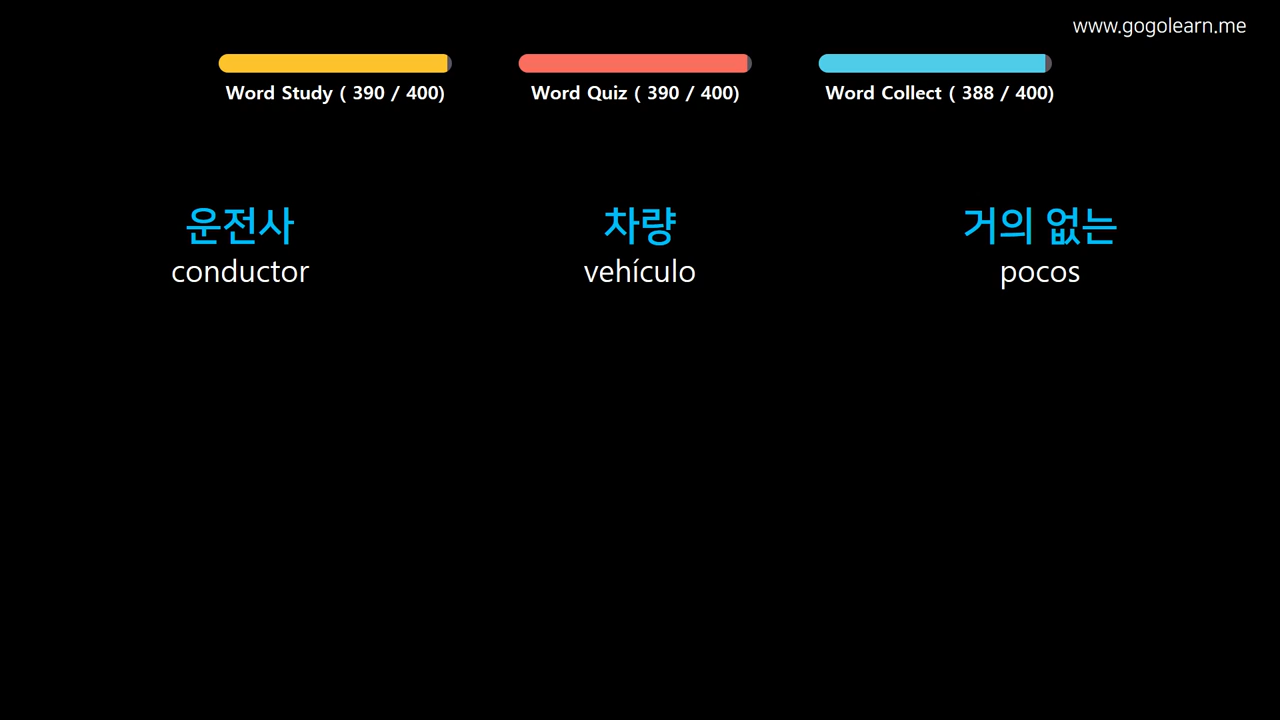 www.gogolearn.me
Word Study ( 390 / 400)
Word Quiz ( 390 / 400)
Word Collect ( 388 / 400)
운전사
conductor
차량
vehículo
거의 없는
pocos